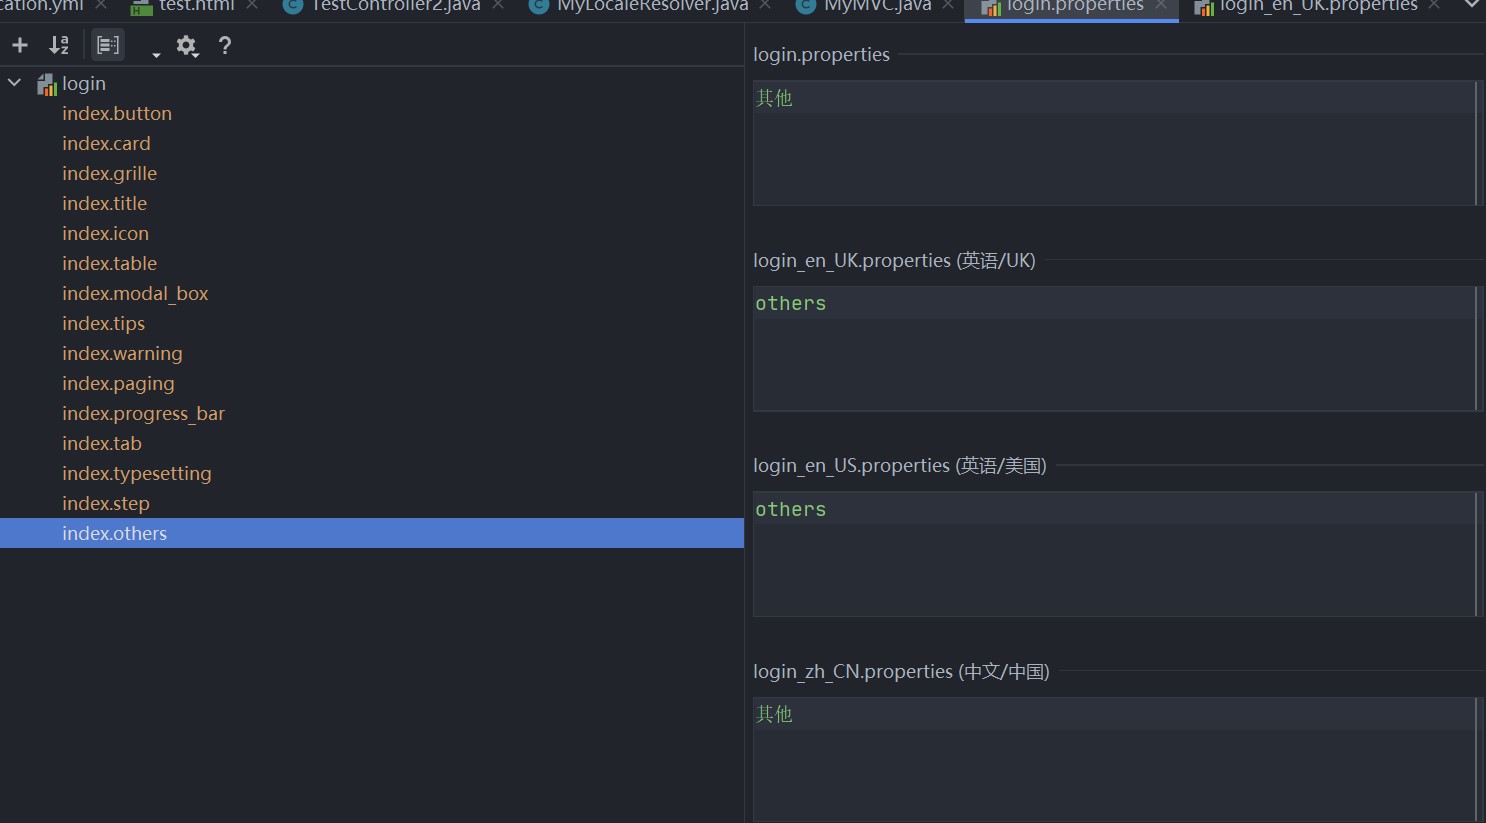 cation.yml
test.html
TestController2.java
MyLocaleResolver.java
MyMVC.java
login.properties
login_en_UK.properties
login
index.button
index.card
index.grille
index.title
index.icon
index.table
index.modal_box
index.tips
index.warning
index.paging
index.progress_bar
index.tab
index.typesetting
index.step
index.others
login.properties
其他
login_en_UK.properties (英语/UK)
others
login_en_US.properties (英语/美国)
others
login_zh_CN.properties (中文/中国)
其他